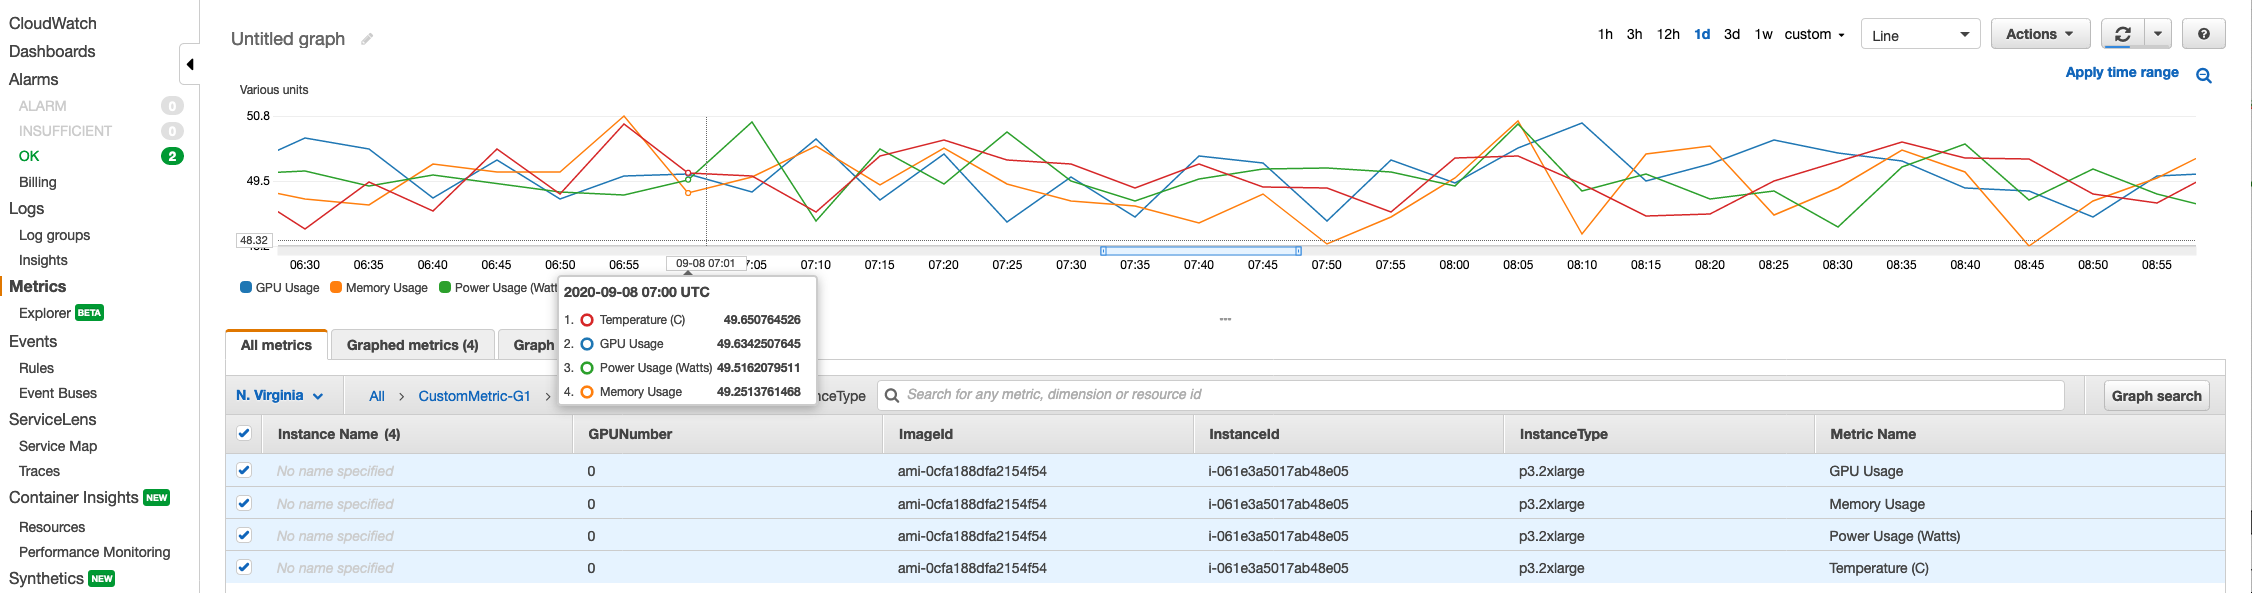 CloudWatch
Dashboards
Alarms
ALARM 0
INSUFFICIENT 0
OK 2
Billing
Logs
Log groups
Insights
Metrics
Explorer BETA
Events
Rules
Event Buses
ServiceLens
Service Map
Traces
Container Insights NEW
Resources
Performance Monitoring
Synthetics NEW
Untitled graph
1h 3h 12h 1d 3d 1w custom
Line
Actions
?
Apply time range
Various units
50.8
49.5
48.32
06:30 06:35 06:40 06:45 06:50 06:55 09-08 07:01 7:05 07:10 07:15 07:20 07:25 07:30 07:35 07:40 07:45 07:50 07:55 08:00 08:05 08:10 08:15 08:20 08:25 08:30 08:35 08:40 08:45 08:50 08:55
GPU Usage Memory Usage Power Usage (Watt
2020-09-08 07:00 UTC
1. Temperature (C) 49.650764526
2. GPU Usage 49.6342507645
3. Power Usage (Watts) 49.5162079511
4. Memory Usage 49.2513761468
All metrics Graphed metrics (4) Graph
N. Virginia All > CustomMetric-G1 > nceType Search for any metric, dimension or resource id Graph search
Instance Name (4) GPUNumber ImageId InstanceId InstanceType Metric Name
No name specified 0 ami-0cfa188dfa2154f54 i-061e3a5017ab48e05 p3.2xlarge GPU Usage
No name specified 0 ami-0cfa188dfa2154f54 i-061e3a5017ab48e05 p3.2xlarge Memory Usage
No name specified 0 ami-0cfa188dfa2154f54 i-061e3a5017ab48e05 p3.2xlarge Power Usage (Watts)
No name specified 0 ami-0cfa188dfa2154f54 i-061e3a5017ab48e05 p3.2xlarge Temperature (C)